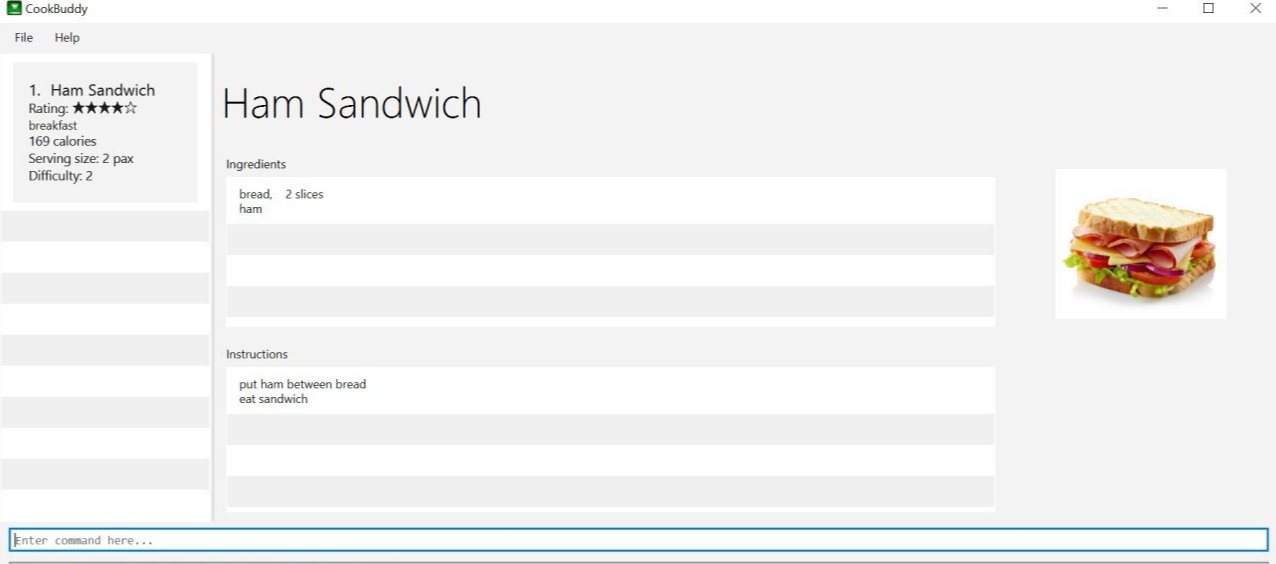 CookBuddy
File Help
1. Ham Sandwich
Rating: ★★★★☆
breakfast
169 calories
Serving size: 2 pax
Difficulty: 2
Ham Sandwich
Ingredients
bread, 2 slices
ham
Instructions
put ham between bread
eat sandwich
Enter command here...